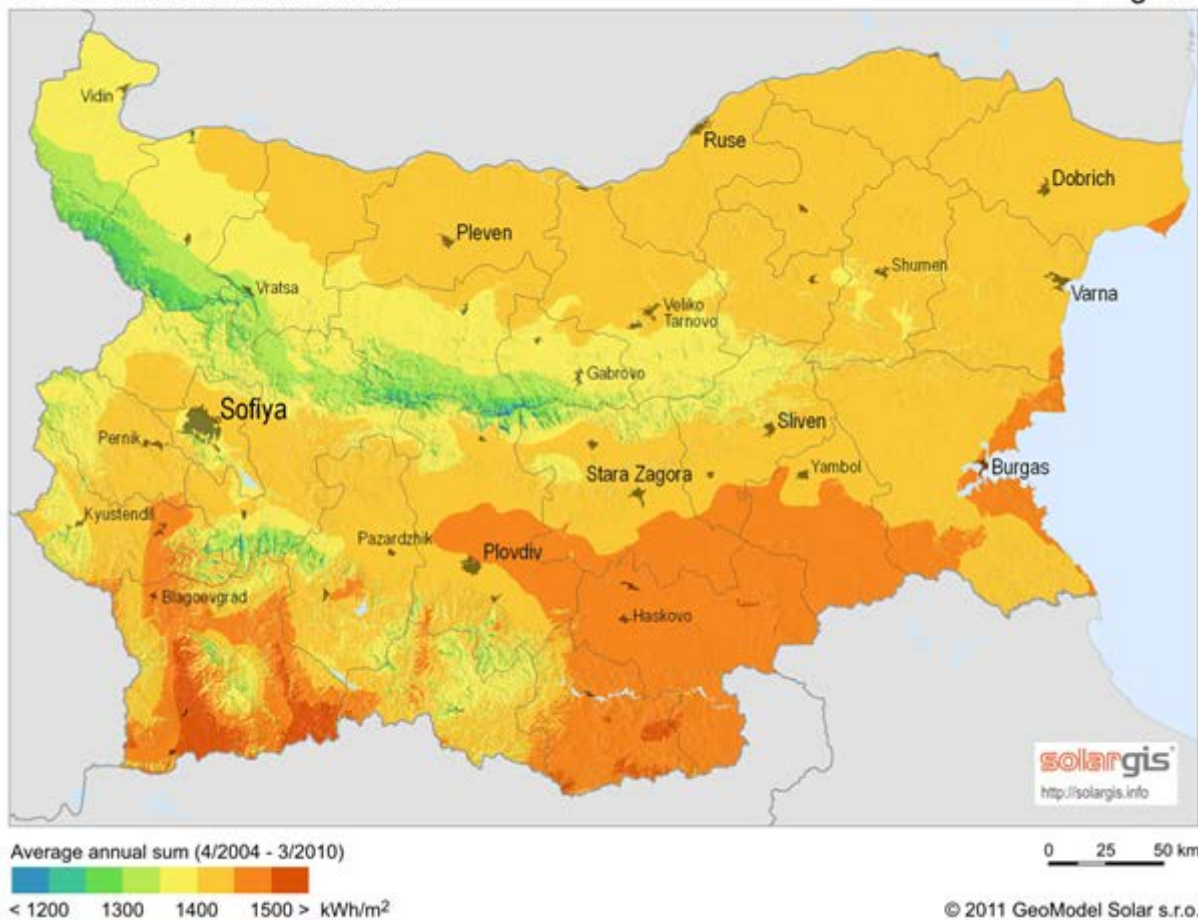 Vidin
Ruse
Dobrich
Pleven
Shumen
Vratsa
Varna
Veliko
Tarnovo
Gabrovo
Sofiya
Sliven
Pernik
Stara Zagora
Yambol
Burgas
Kyustendil
Pazardzhik
Plovdiv
Blagoevgrad
Haskovo
solargis
http://solargis.info
Average annual sum (4/2004 - 3/2010)
0 25 50 km
< 1200 1300 1400 1500 > kWh/m2
© 2011 GeoModel Solar s.r.o.